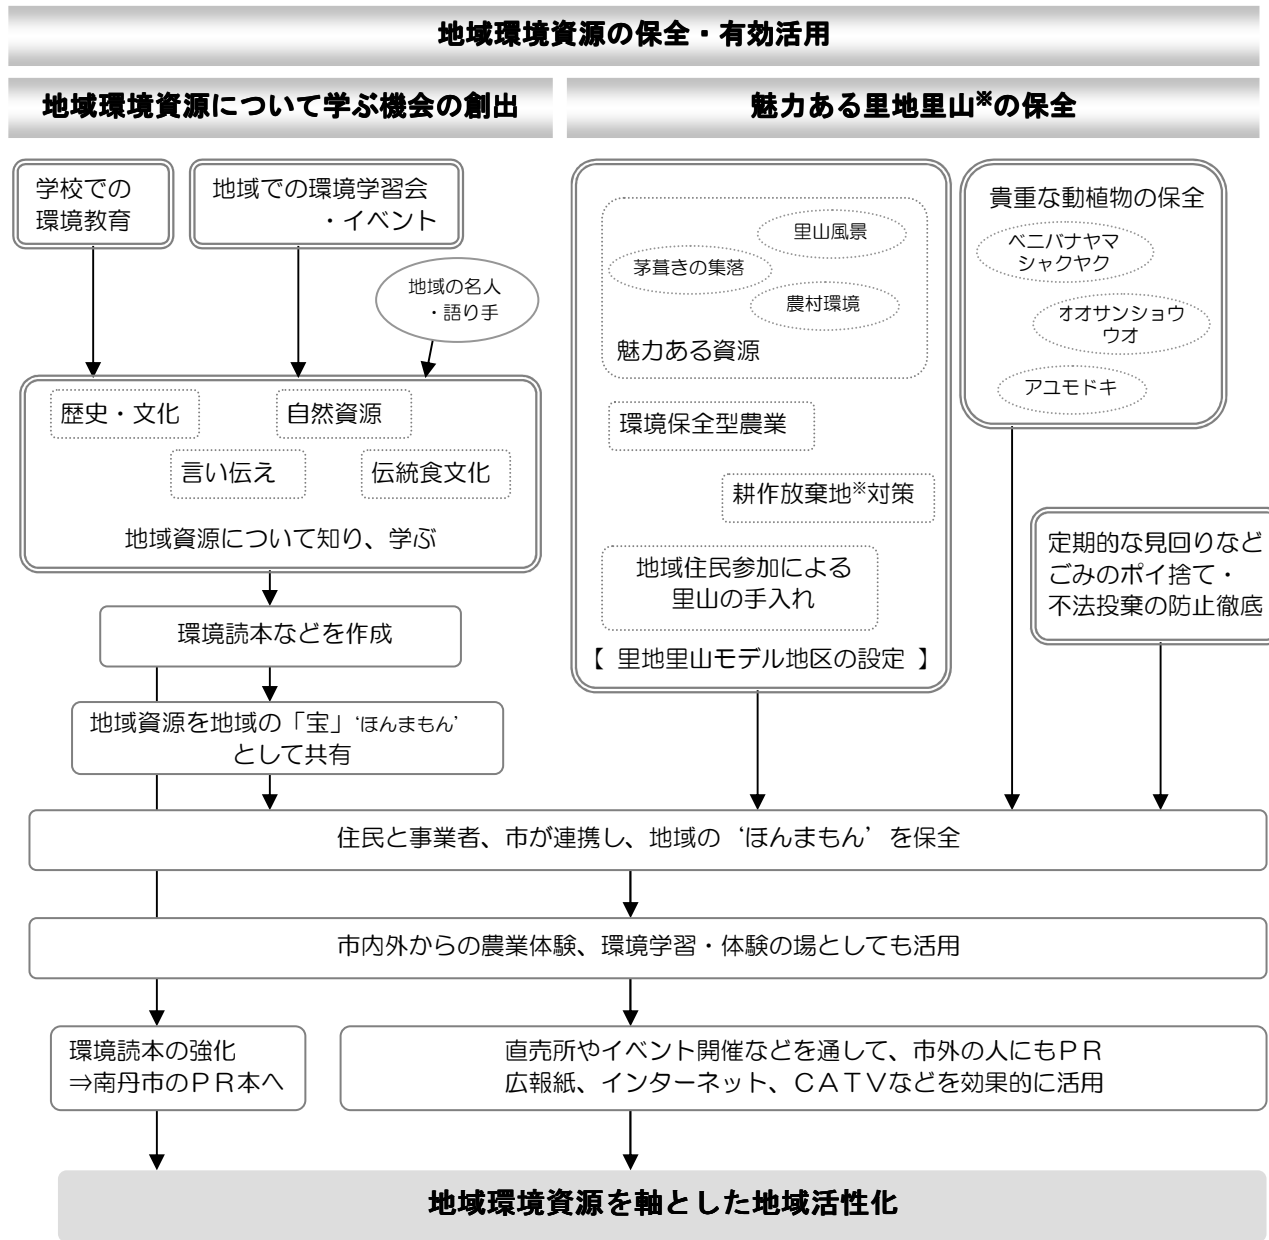 地域環境資源の保全・有効活用
地域環境資源について学ぶ機会の創出
魅力ある里地里山※の保全
学校での
環境教育
地域での環境学習会
・イベント
地域の名人
・語り手
歴史・文化
自然資源
言い伝え
伝統食文化
地域資源について知り、学ぶ
環境読本などを作成
地域資源を地域の「宝」‘ほんまもん’
として共有
里山風景
茅葺きの集落
農村環境
魅力ある資源
環境保全型農業
耕作放棄地※対策
地域住民参加による
里山の手入れ
【 里地里山モデル地区の設定 】
貴重な動植物の保全
ベニバナヤマ
シャクヤク
オオサンショウ
ウオ
アユモドキ
定期的な見回りなど
ごみのポイ捨て・
不法投棄の防止徹底
住民と事業者、市が連携し、地域の‘ほんまもん’を保全
市内外からの農業体験、環境学習・体験の場としても活用
環境読本の強化
⇒南丹市のＰＲ本へ
直売所やイベント開催などを通して、市外の人にもＰＲ
広報紙、インターネット、ＣＡＴＶなどを効果的に活用
地域環境資源を軸とした地域活性化